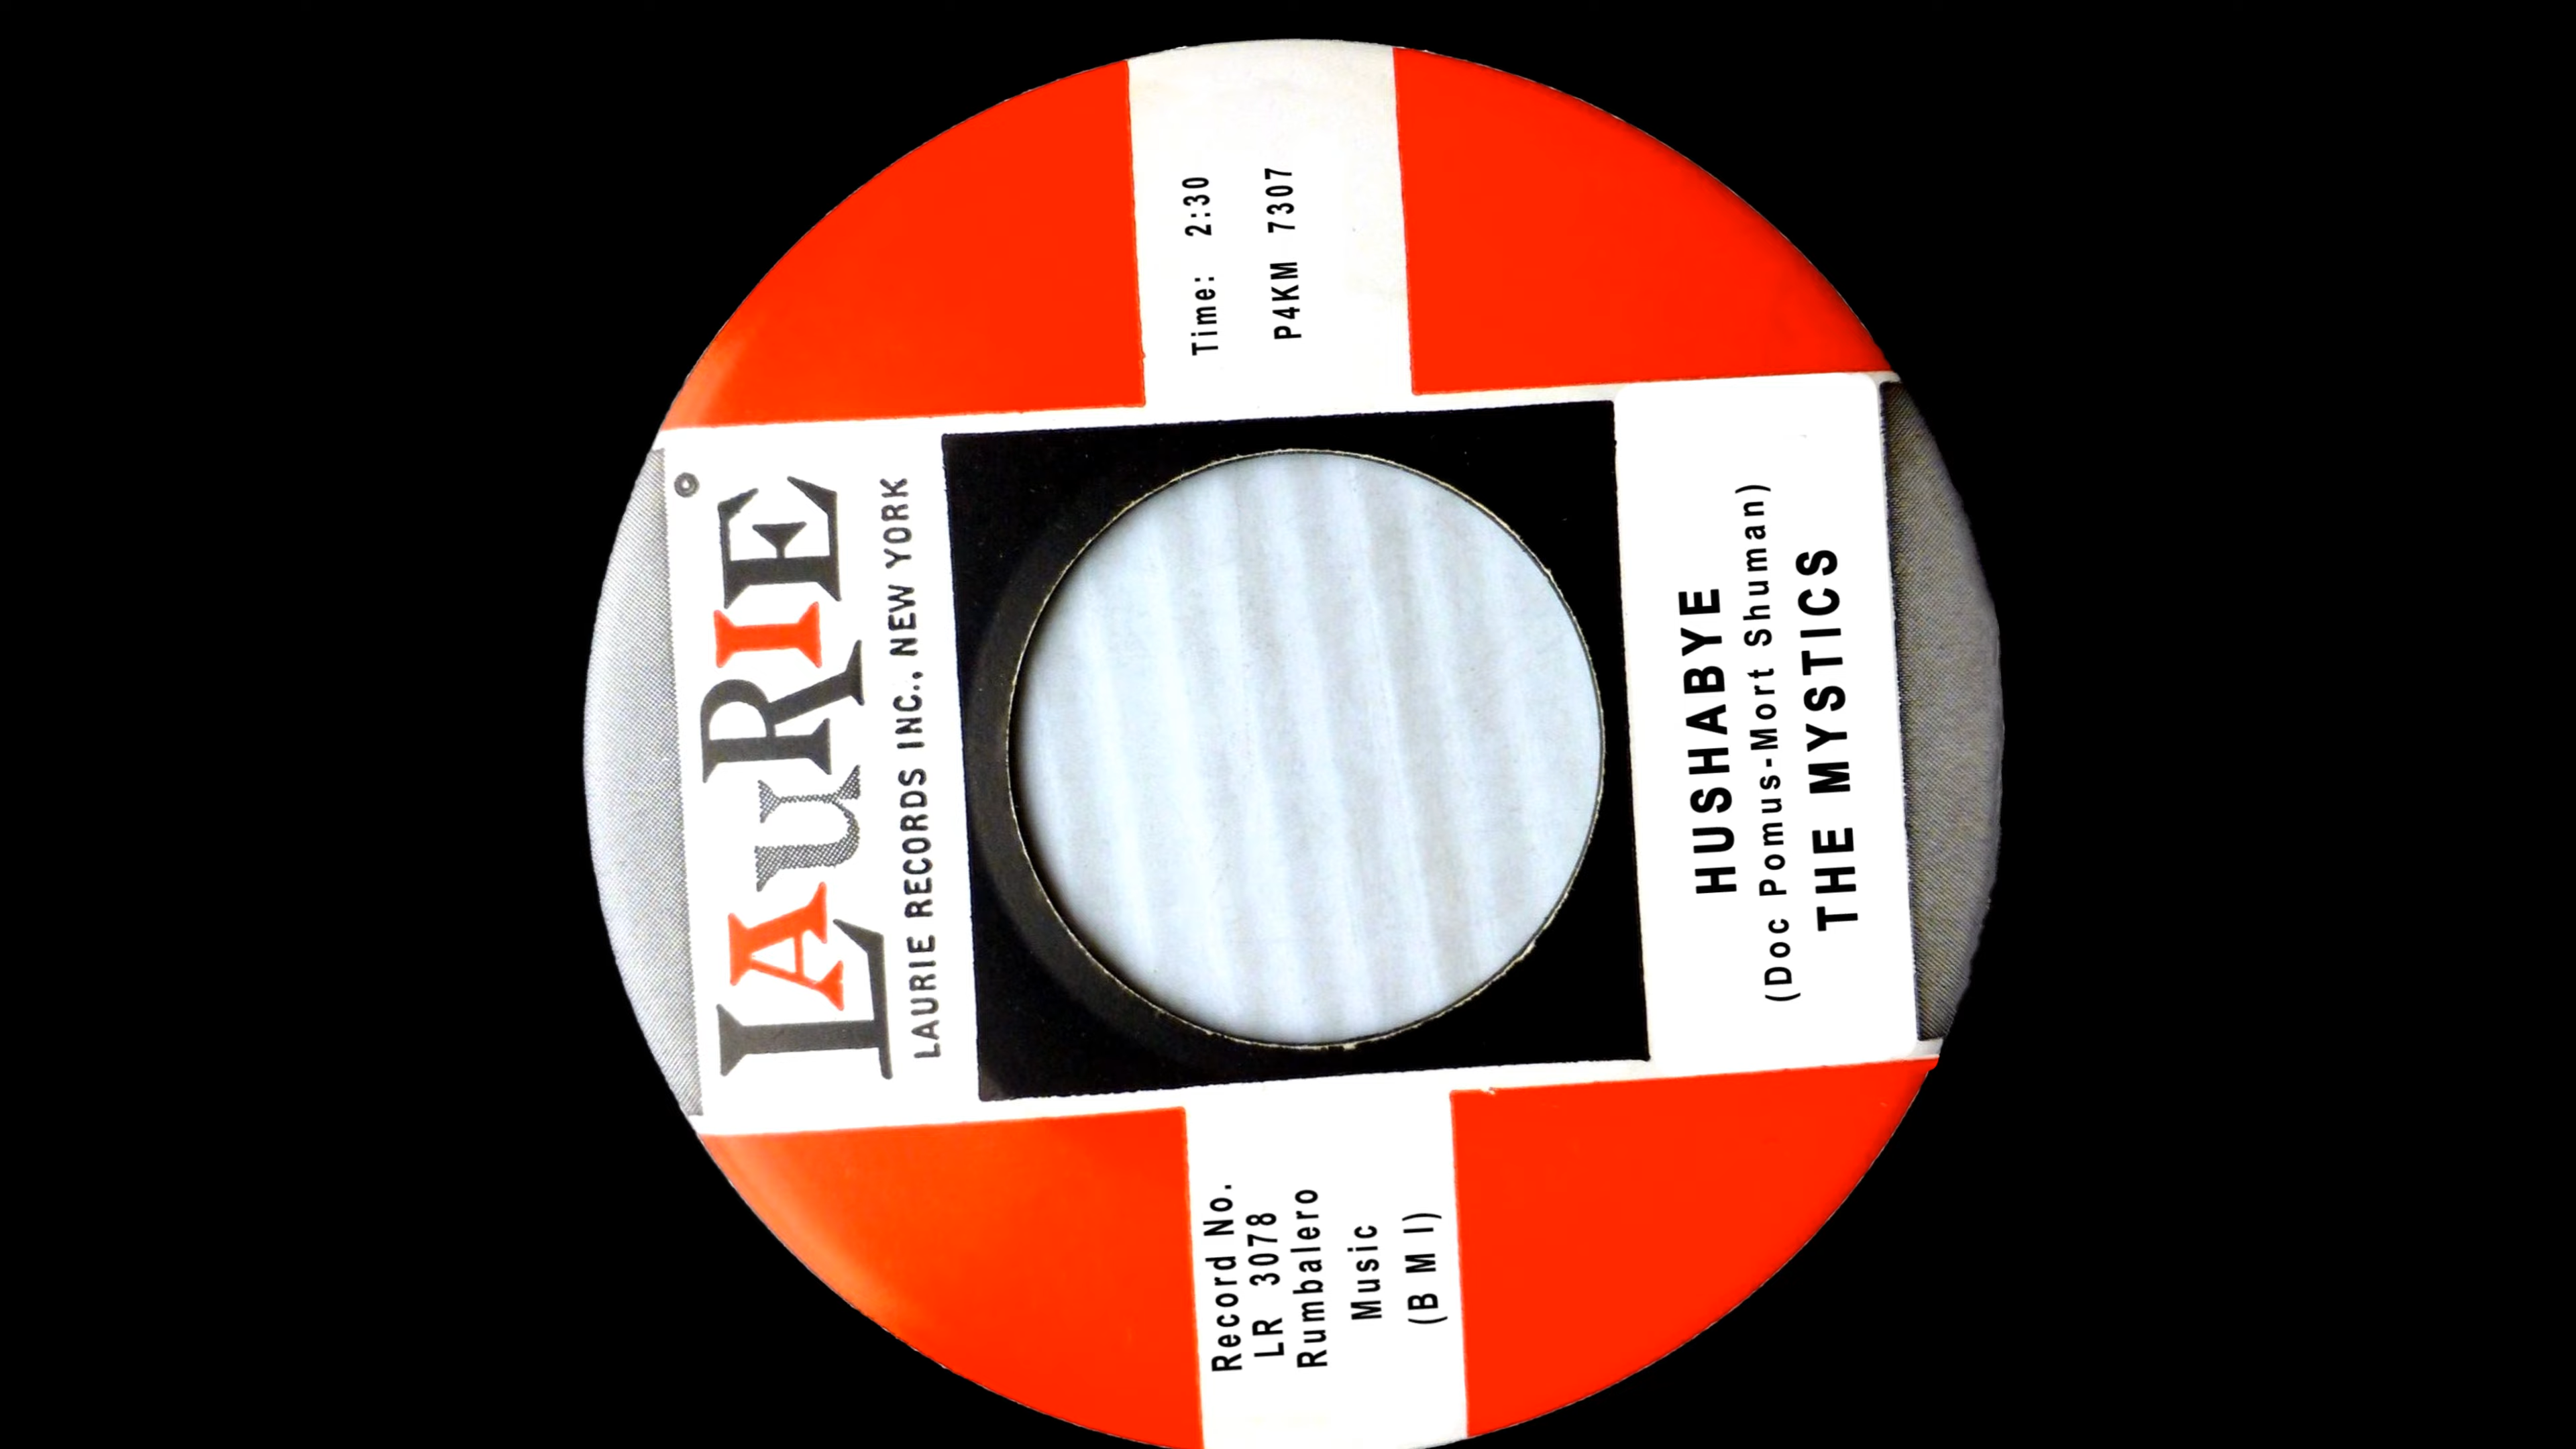 LAuRIE
LAURIE RECORDS INC., NEW YORK
Record No.
LR 3078
Rumbalero
Music
(B M I)
Time: 2:30
P4KM 7307
HUSHABYE
(Doc Pomus-Mort Shuman)
THE MYSTICS